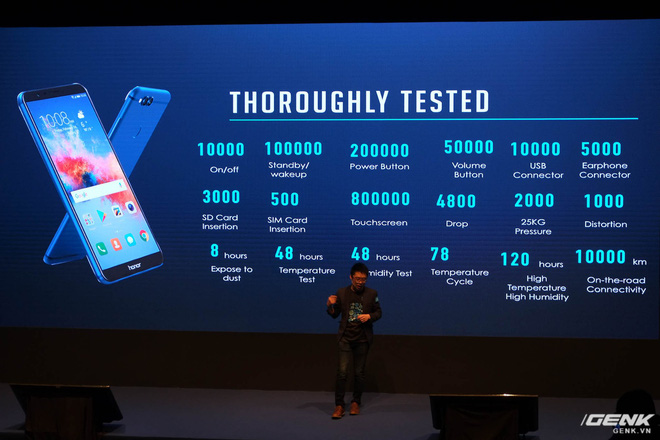 THOROUGHLY TESTED
10000 100000 200000 50000 10000 5000
On/off Standby/ Power Button Volume USB Earphone
wakeup Button Connector Connector
3000 500 800000 4800 2000 1000
SD Card SIM Card Touchscreen Drop 25KG Distortion
Insertion Insertion Pressure
8 hours 48 hours 48 hours 78 120 hours 10000 km
Expose to Temperature Test Temperature High On-the-road
dust Test Cycle Temperature Connectivity
High Humidity
10:08
Google
honor
GENK
GENK.VN